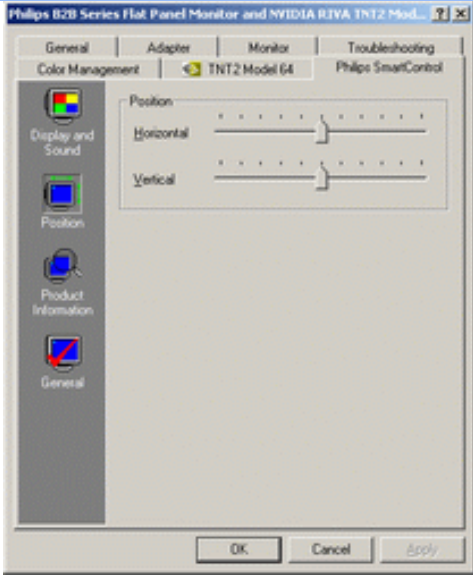 Philips 82B Series Flat Panel Monitor and NVIDIA RIVA TNT2 Mod...
General Adapter Monitor Troubleshooting
Color Management TNT2 Model 64 Philips SmartControl
Display and
Sound
Position
Product
Information
General
Position
Horizontal
Vertical
OK Cancel Apply